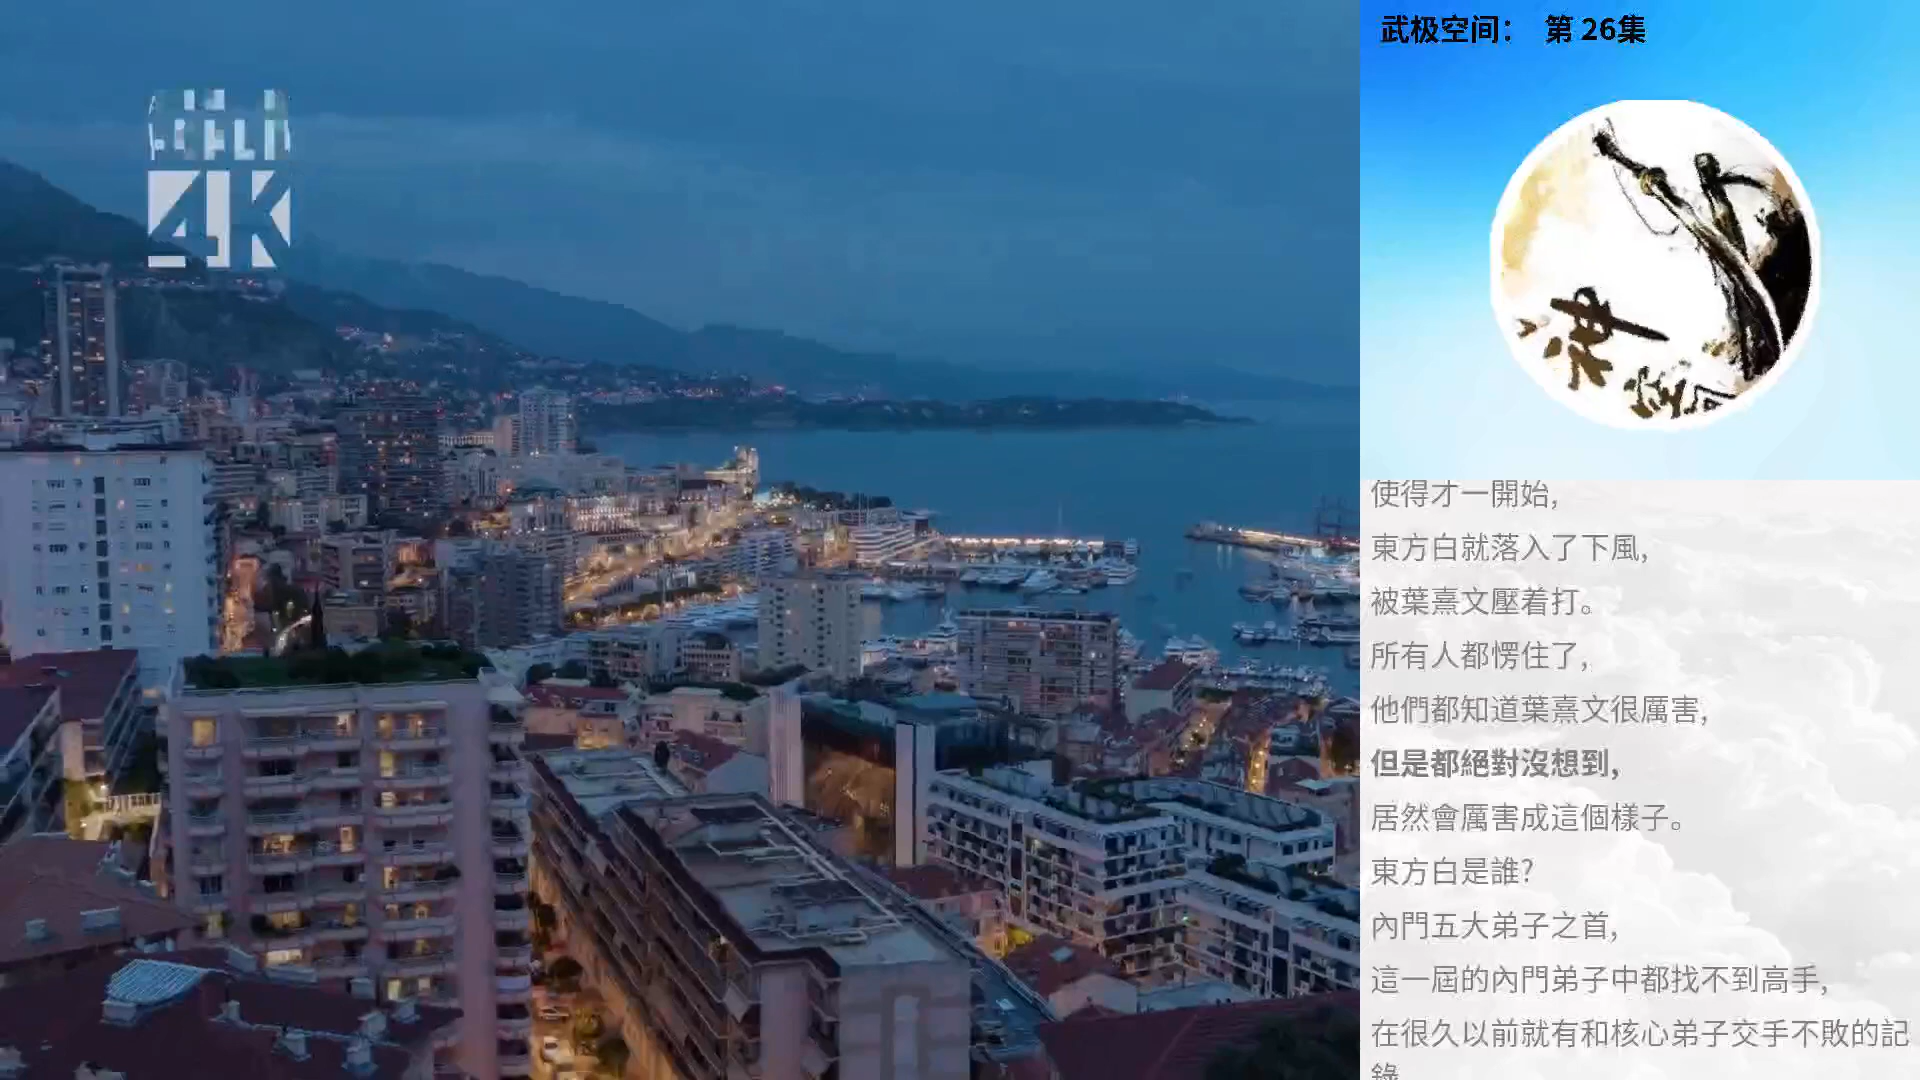 4K
武极空间： 第 26集
神
使得才一開始,
東方白就落入了下風,
被葉熹文壓着打。
所有人都愣住了,
他們都知道葉熹文很厲害,
但是都絕對沒想到,
居然會厲害成這個樣子。
東方白是誰?
內門五大弟子之首,
這一屆的內門弟子中都找不到高手,
在很久以前就有和核心弟子交手不敗的記
錄